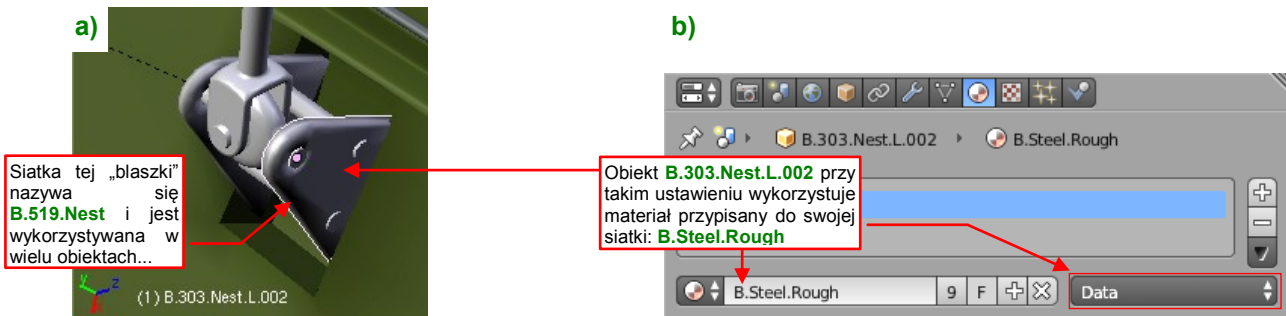 a)
Siatka tej „blaszki”
nazywa się
B.519.Nest i jest
wykorzystywana w
wielu obiektach...
y z
(1) B.303.Nest.L.002
b)
B.303.Nest.L.002 B.Steel.Rough
Obiekt B.303.Nest.L.002 przy
takim ustawieniu wykorzystuje
materiał przypisany do swojej
siatki: B.Steel.Rough
B.Steel.Rough 9 F Data